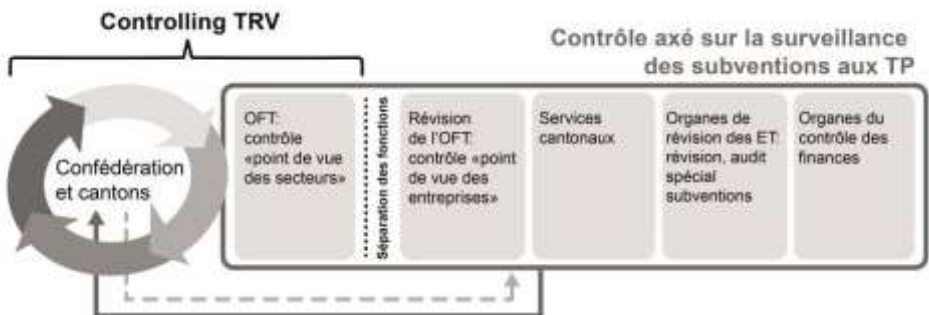 Controlling TRV
Contrôle axé sur la surveillance
des subventions aux TP
Confédération
et cantons
OFT:
contrôle
«point de vue
des secteurs»
Séparation des fonctions
Révision
de l'OFT:
contrôle «point
de vue des
entreprises»
Services
cantonaux
Organes de
révision des ET:
révision, audit
spécial
subventions
Organes du
contrôle des
finances